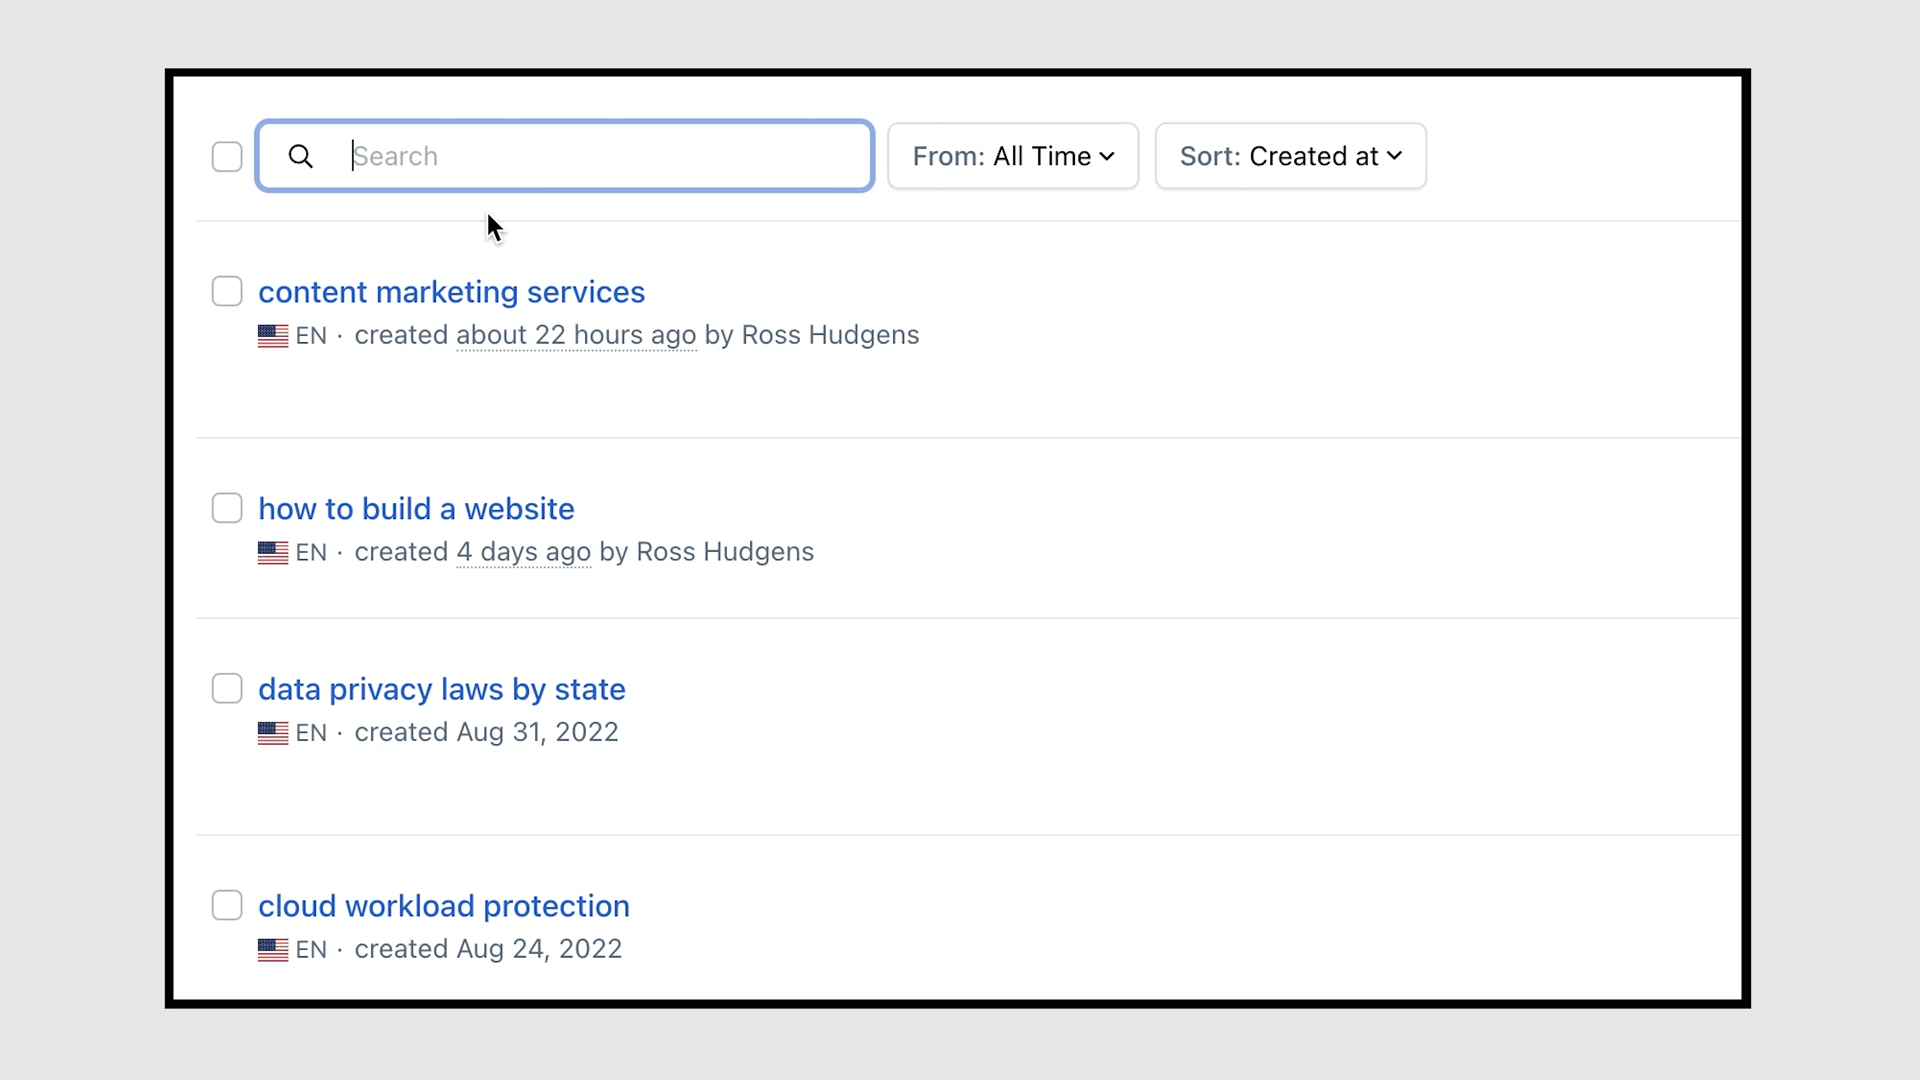 Search From: All Time Sort: Created at
content marketing services
EN · created about 22 hours ago by Ross Hudgens
how to build a website
EN · created 4 days ago by Ross Hudgens
data privacy laws by state
EN · created Aug 31, 2022
cloud workload protection
EN · created Aug 24, 2022